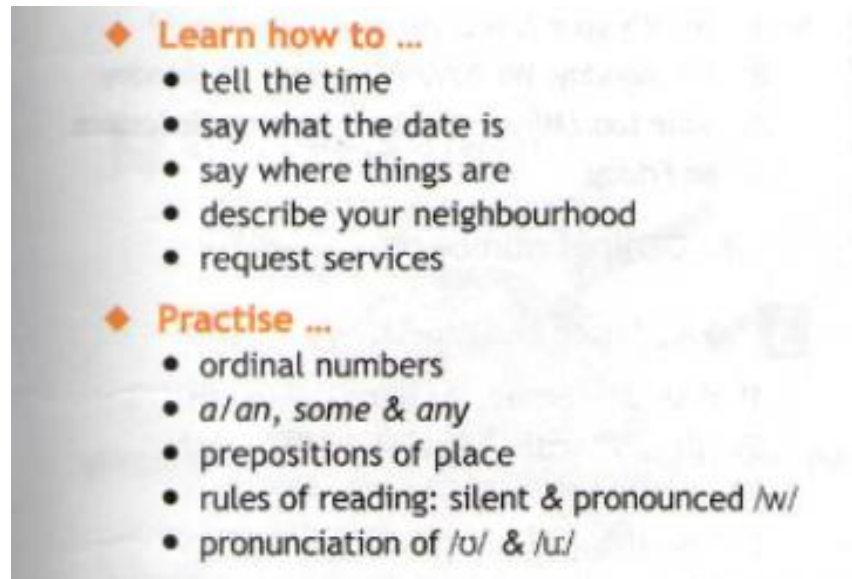 ◆ Learn how to ...
• tell the time
• say what the date is
• say where things are
• describe your neighbourhood
• request services
◆ Practise ...
• ordinal numbers
• a/an, some & any
• prepositions of place
• rules of reading: silent & pronounced /w/
• pronunciation of /ʊ/ & /uː/